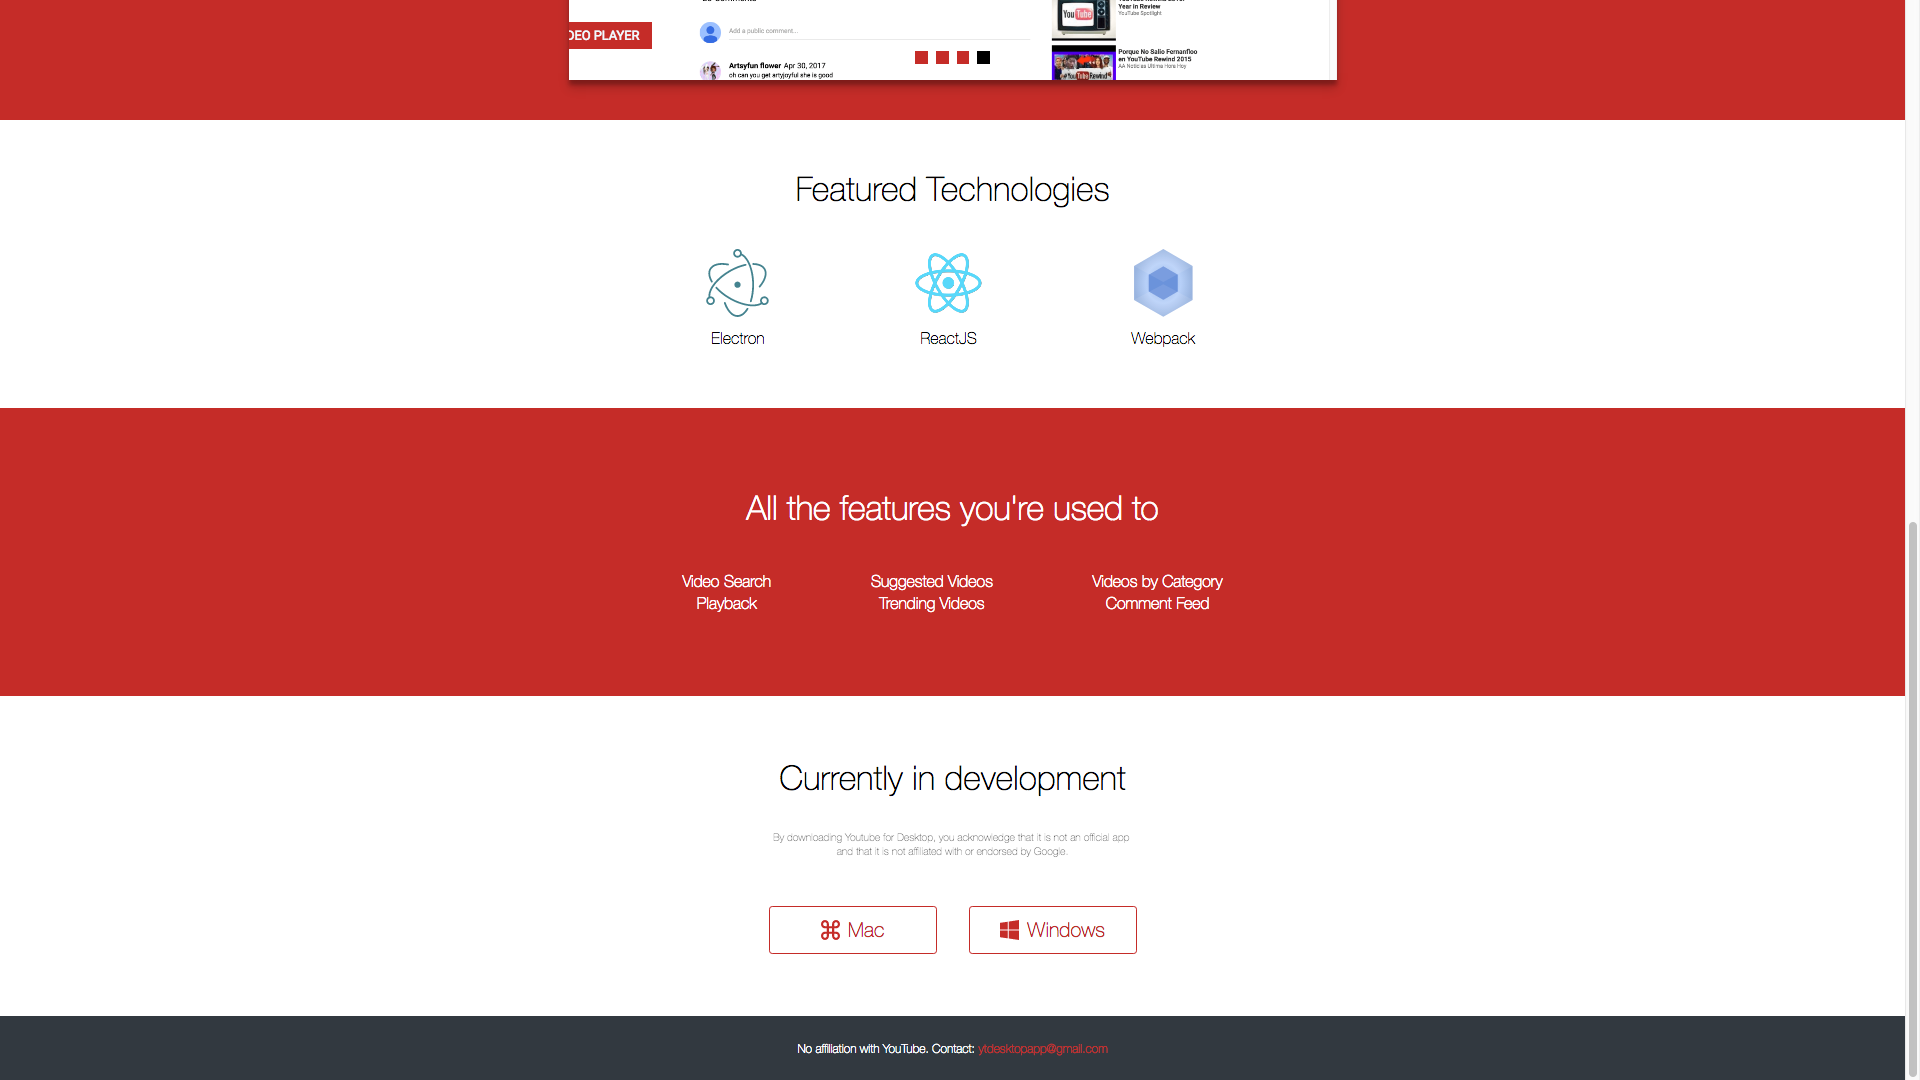 DEO PLAYER
Add a public comment...
Artsyfun flower Apr 30, 2017
oh can you get artyjoyful she is good
Year in Review
YouTube Spotlight
YouTube
Porque No Salio Fernanfloo
en YouTube Rewind 2015
AA Noticias Ultima Hora Hoy
#YouTube Rewind
Featured Technologies
Electron
ReactJS
Webpack
All the features you're used to
Video Search
Playback
Suggested Videos
Trending Videos
Videos by Category
Comment Feed
Currently in development
By downloading Youtube for Desktop, you acknowledge that it is not an official app
and that it is not affiliated with or endorsed by Google.
Mac
Windows
No affiliation with YouTube. Contact: ytdesktopapp@gmail.com